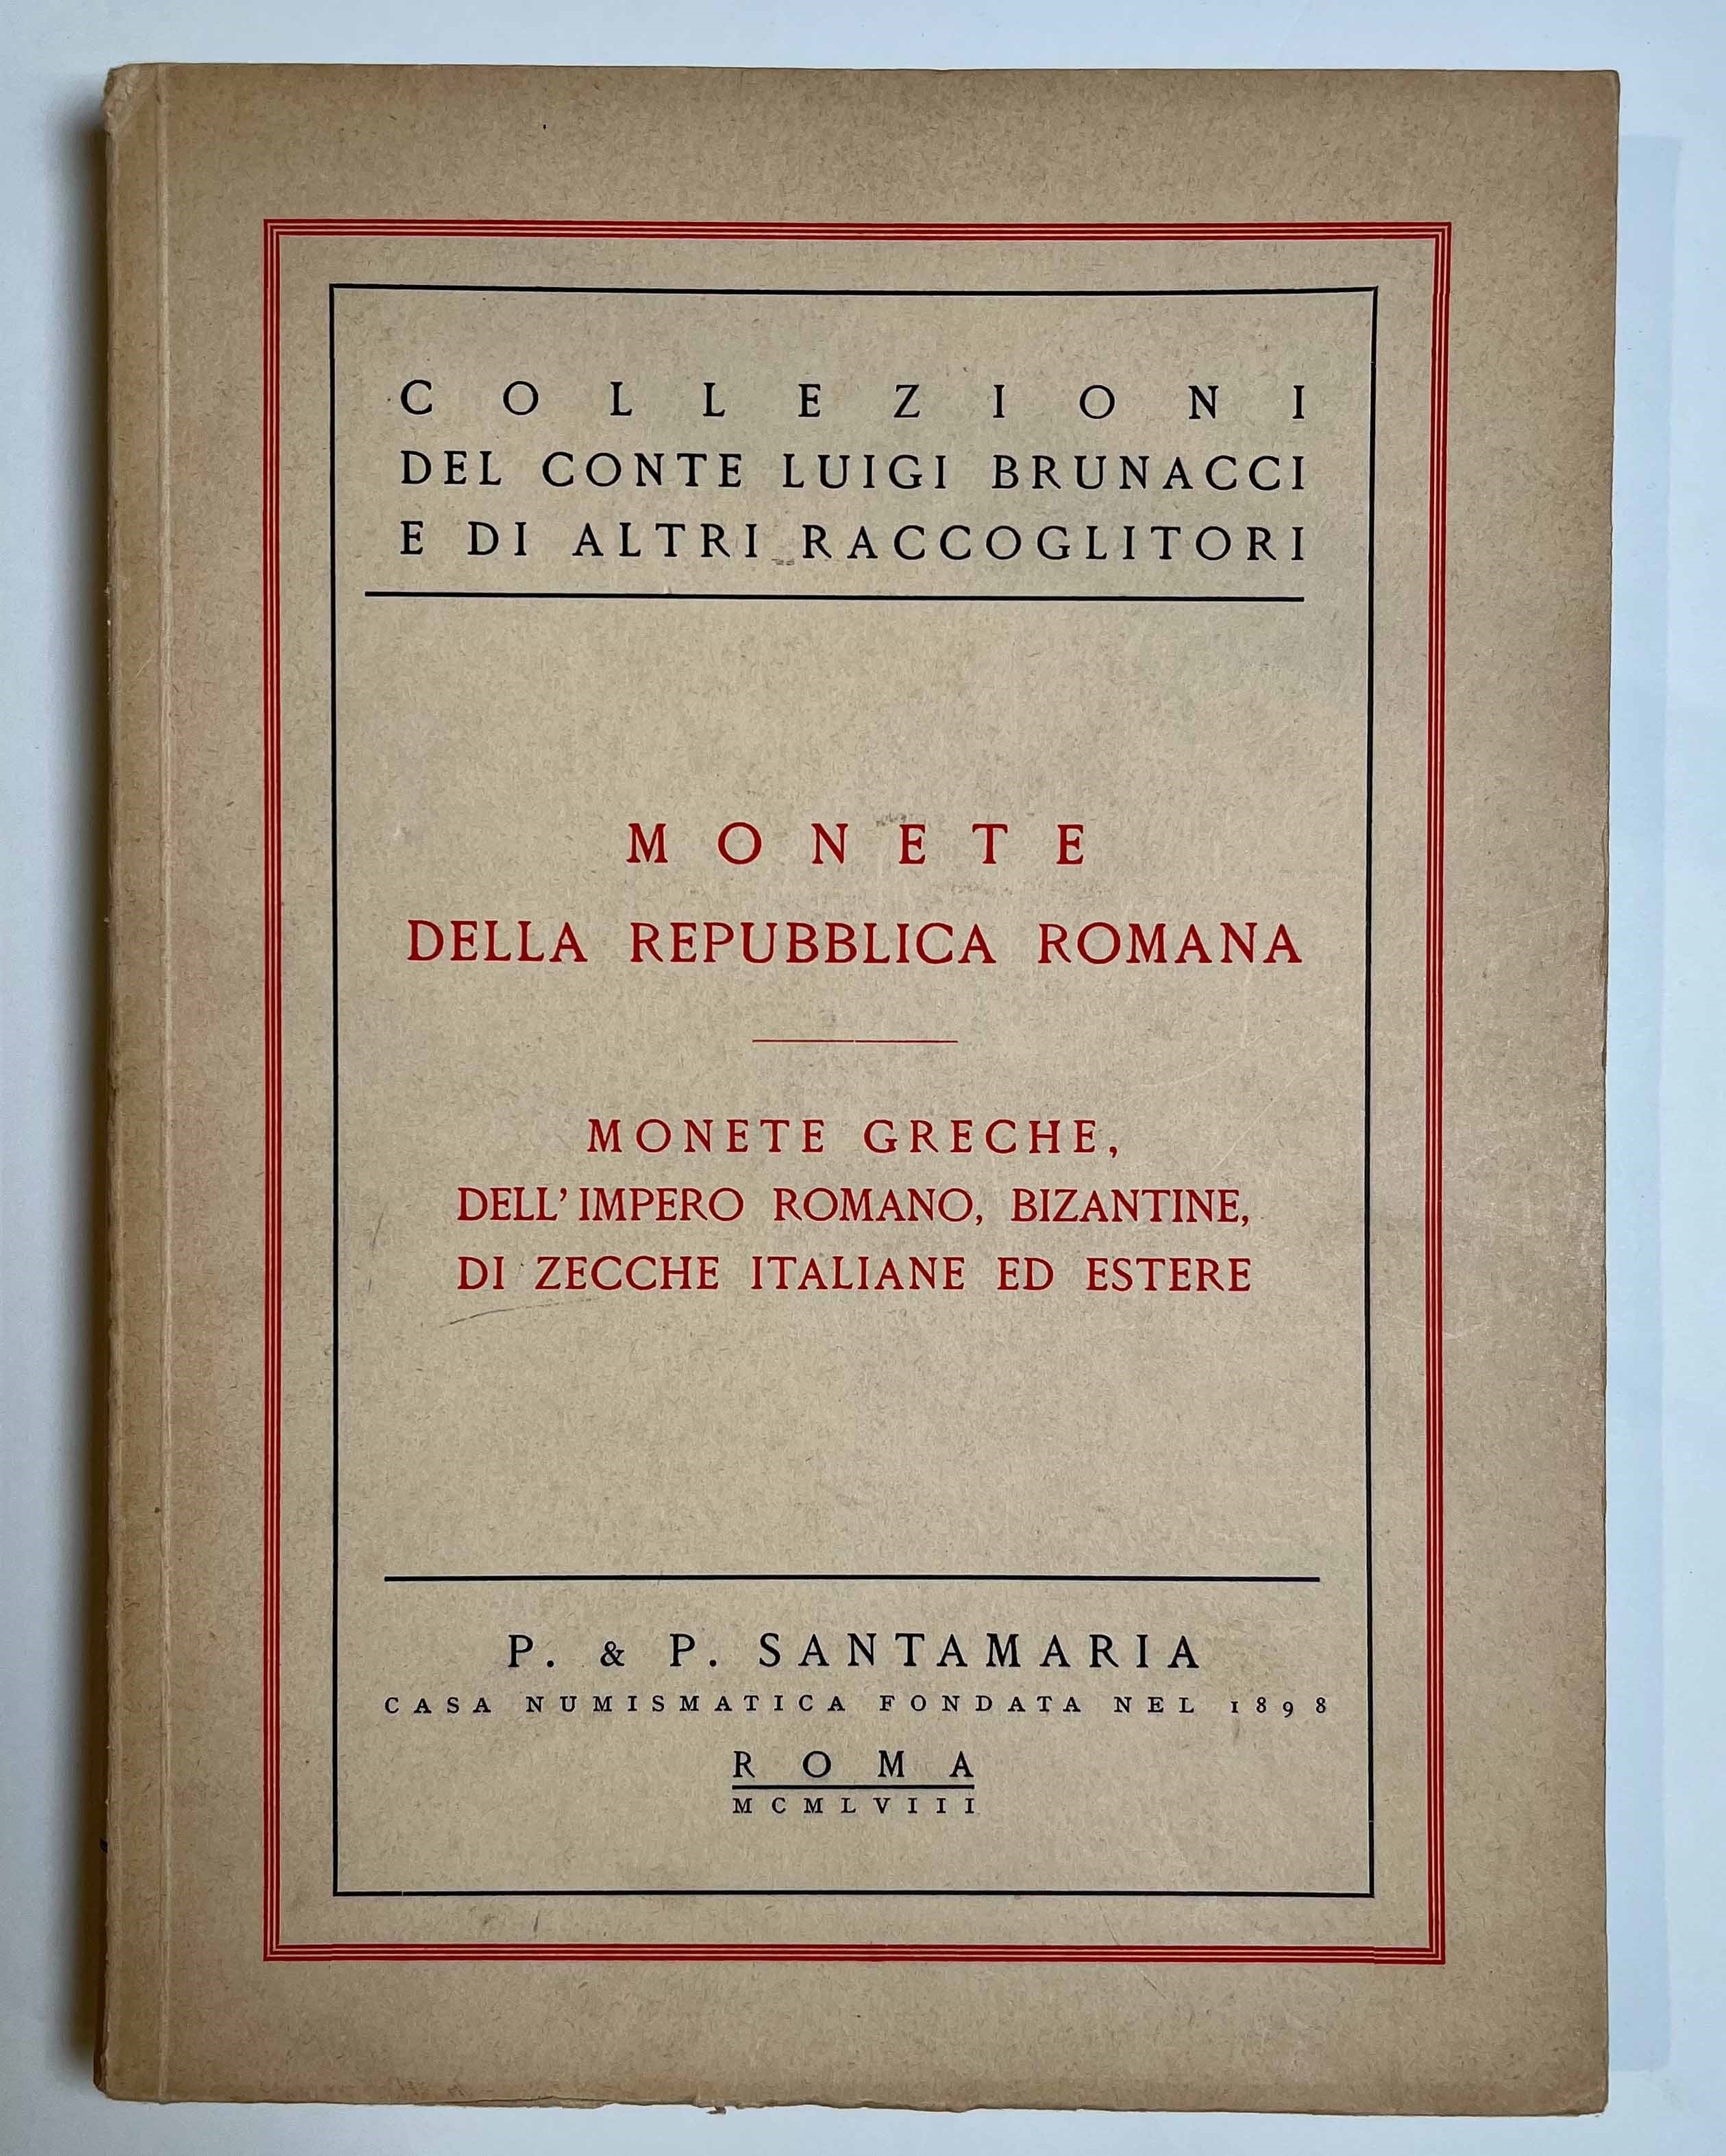 COLLEZIONI
DEL CONTE LUIGI BRUNACCI
E DI ALTRI RACCOGLITORI
MONETE
DELLA REPUBBLICA ROMANA
MONETE GRECHE,
DELL'IMPERO ROMANO, BIZANTINE,
DI ZECCHE ITALIANE ED ESTERE
P. & P. SANTAMARIA
CASA NUMISMATICA FONDATA NEL 1898
ROMA
MCMLVIII